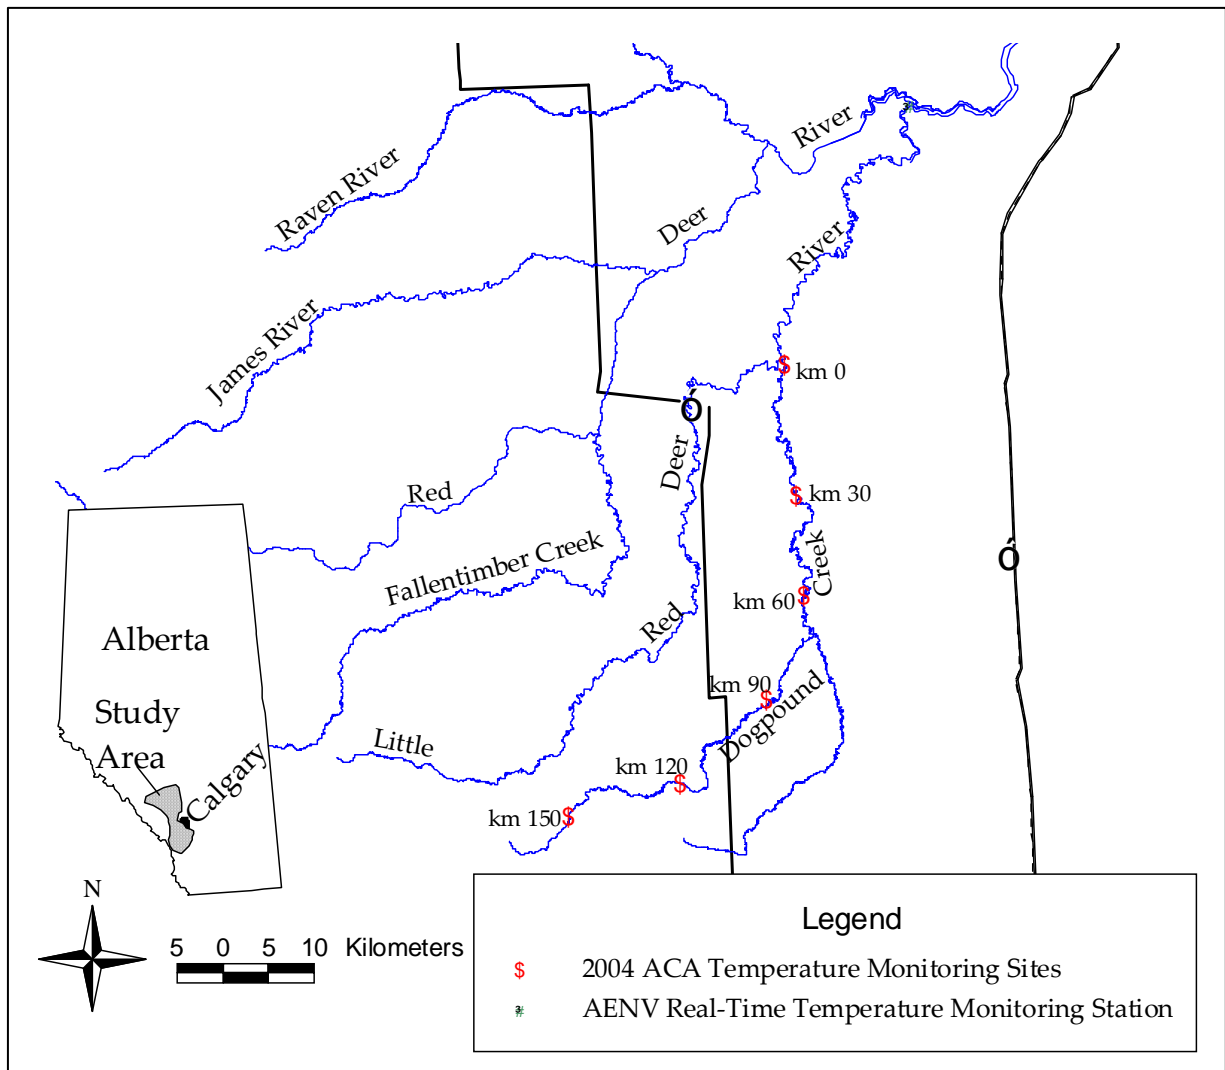 River
Raven River
Deer
River
James River
km 0
Ó
Deer
km 30
Red
Creek
Ó
Fallentimber Creek
km 60
Red
Alberta
km 90
Study
Area
Dogpound
Little
km 120
Calgary
km 150
N
5 0 5 10 Kilometers
Legend
$ 2004 ACA Temperature Monitoring Sites
AENV Real-Time Temperature Monitoring Station